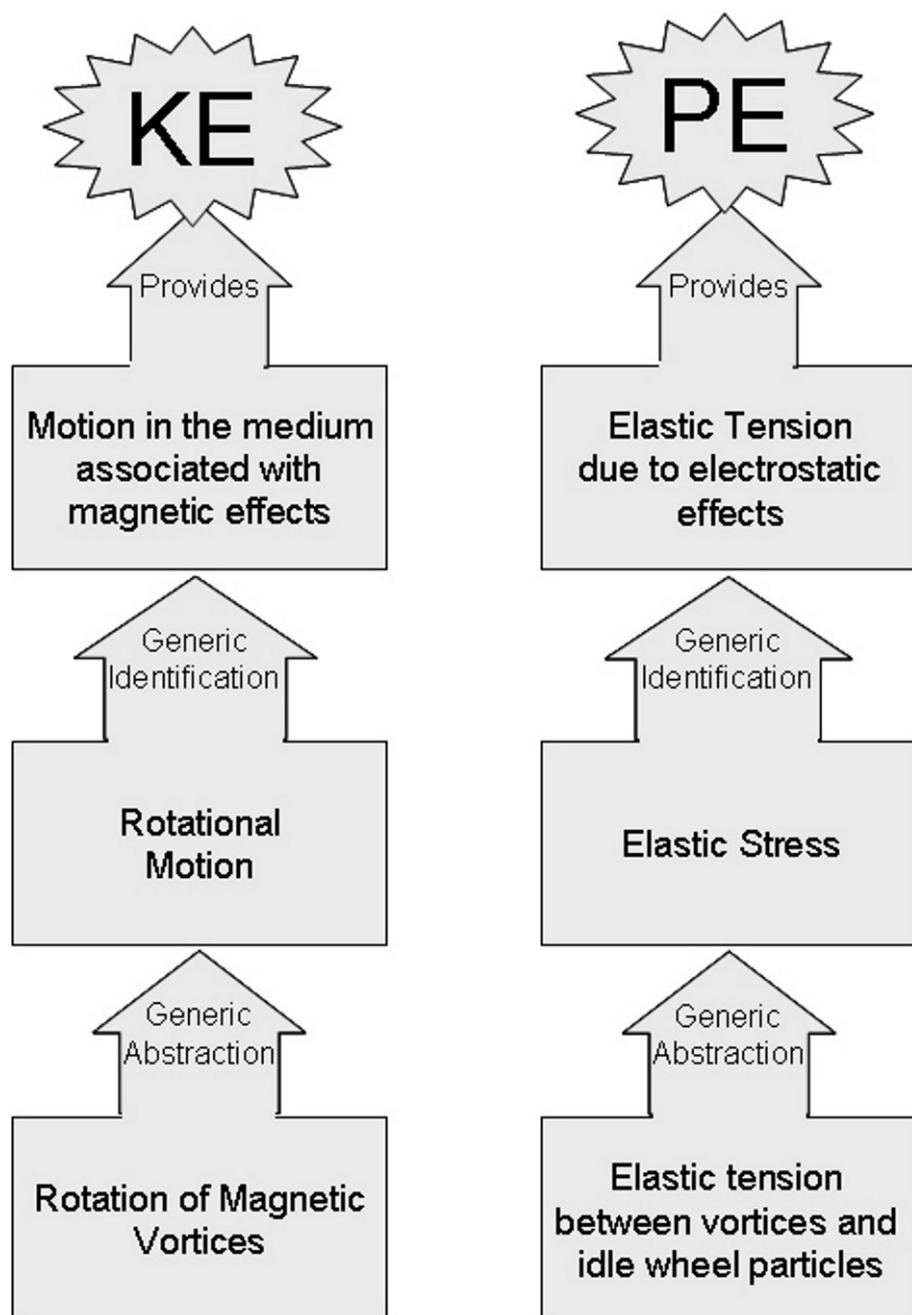 KE
Provides
Motion in the medium
associated with
magnetic effects
Generic
Identification
Rotational
Motion
Generic
Abstraction
Rotation of Magnetic
Vortices
PE
Provides
Elastic Tension
due to electrostatic
effects
Generic
Identification
Elastic Stress
Generic
Abstraction
Elastic tension
between vortices and
idle wheel particles